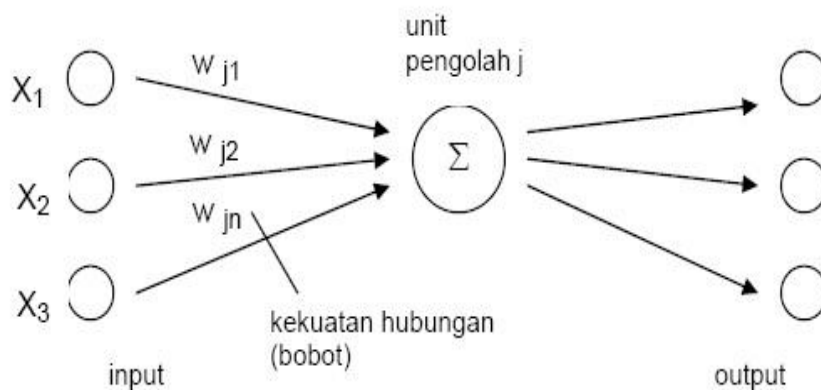 unit
pengolah j
X1
W j1
Σ
W j2
X2
W jn
X3
kekuatan hubungan
(bobot)
input
output